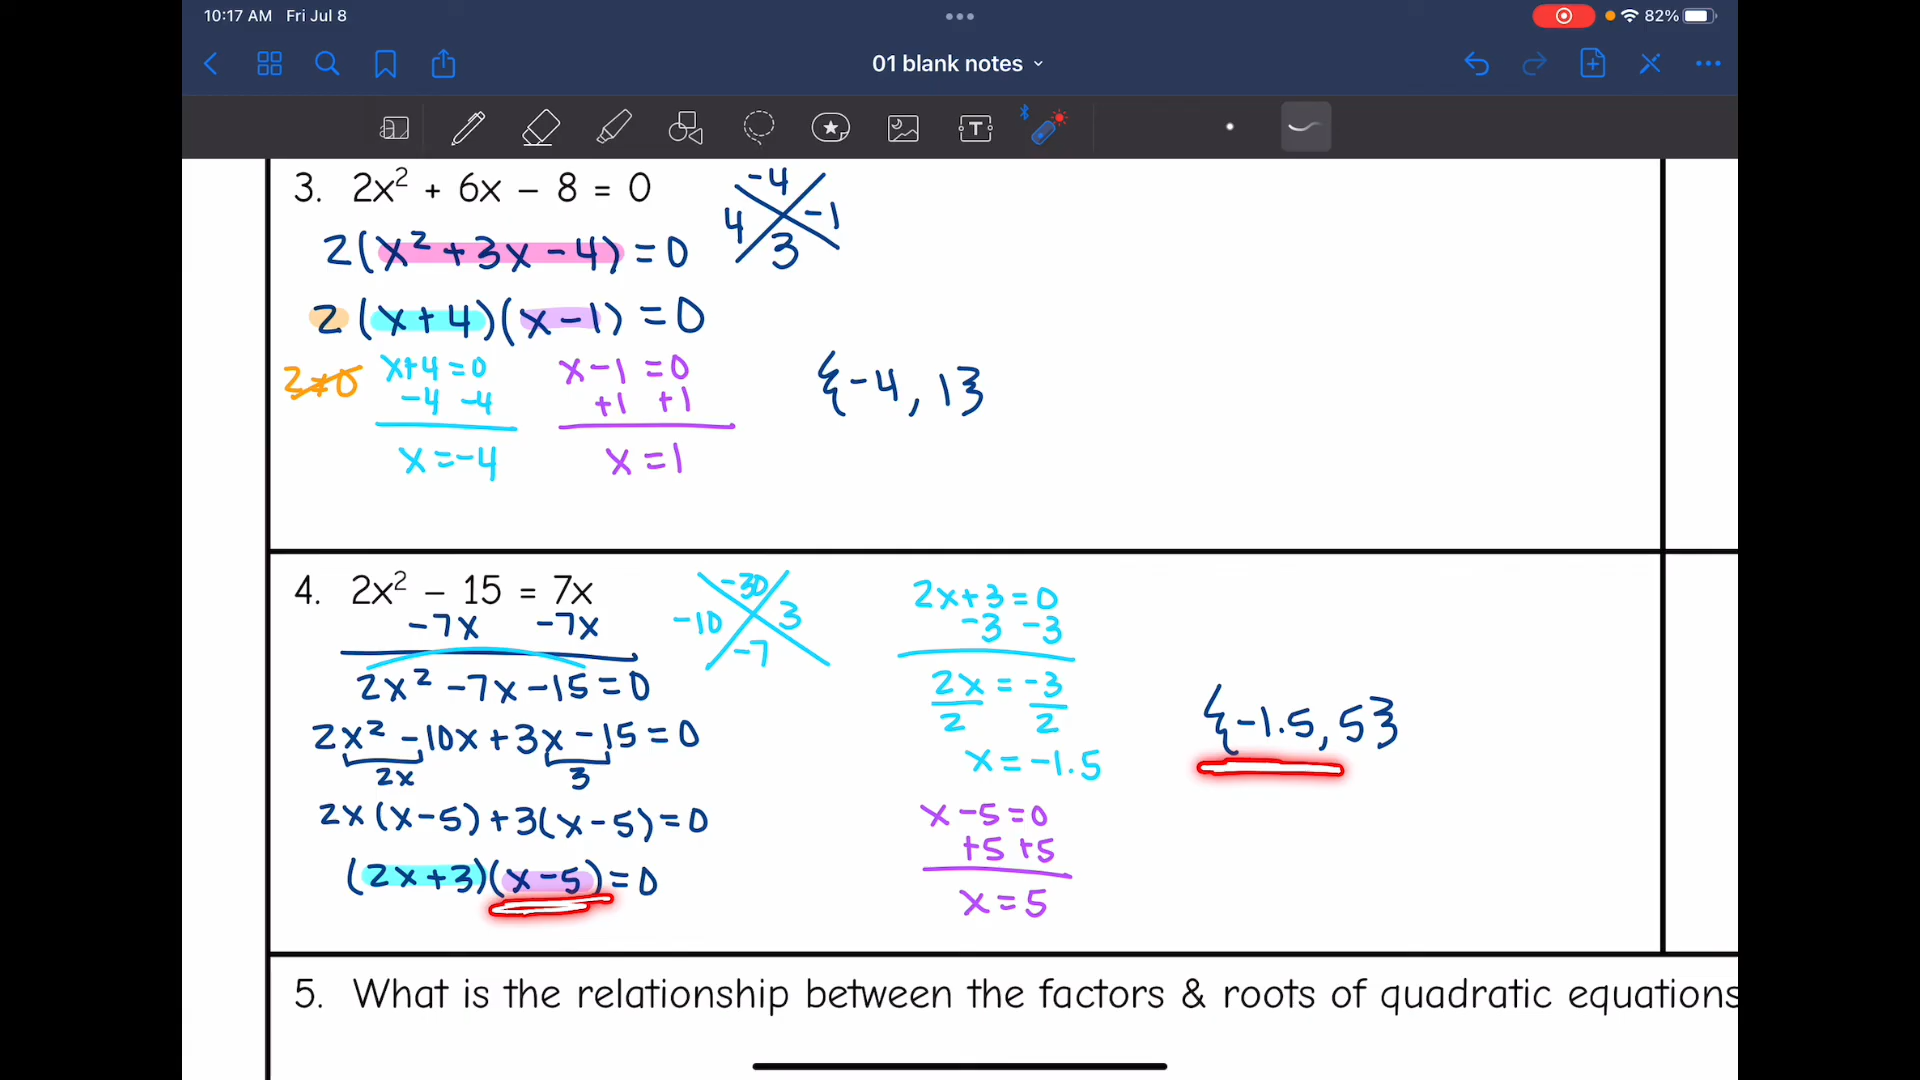 10:17 AM Fri Jul 8
82%
01 blank notes
3. 2x² + 6x – 8 = 0
-4
4 -1
3
2(x² + 3x - 4) = 0
2(x+4)(x-1) = 0
2≠0
x+4=0
-4 -4
x=-4
x-1=0
+1 +1
x=1
{-4, 1}
4. 2x² – 15 = 7x
-7x -7x
2x² -7x -15=0
2x² -10x +3x -15=0
2x 3
2x(x-5)+3(x-5)=0
(2x+3)(x-5)=0
-30
-10 3
-7
2x+3=0
-3 -3
2x = -3
2 2
x = -1.5
x-5=0
+5 +5
x=5
{-1.5, 5}
5. What is the relationship between the factors & roots of quadratic equations